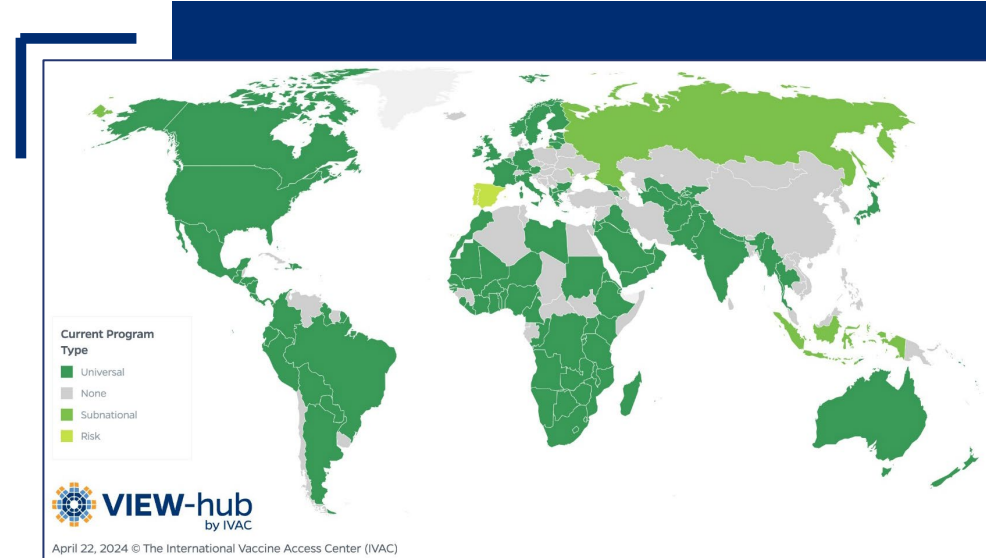 Current Program
Type
Universal
None
Subnational
Risk
VIEW-hub
by IVAC
April 22, 2024 © The International Vaccine Access Center (IVAC)